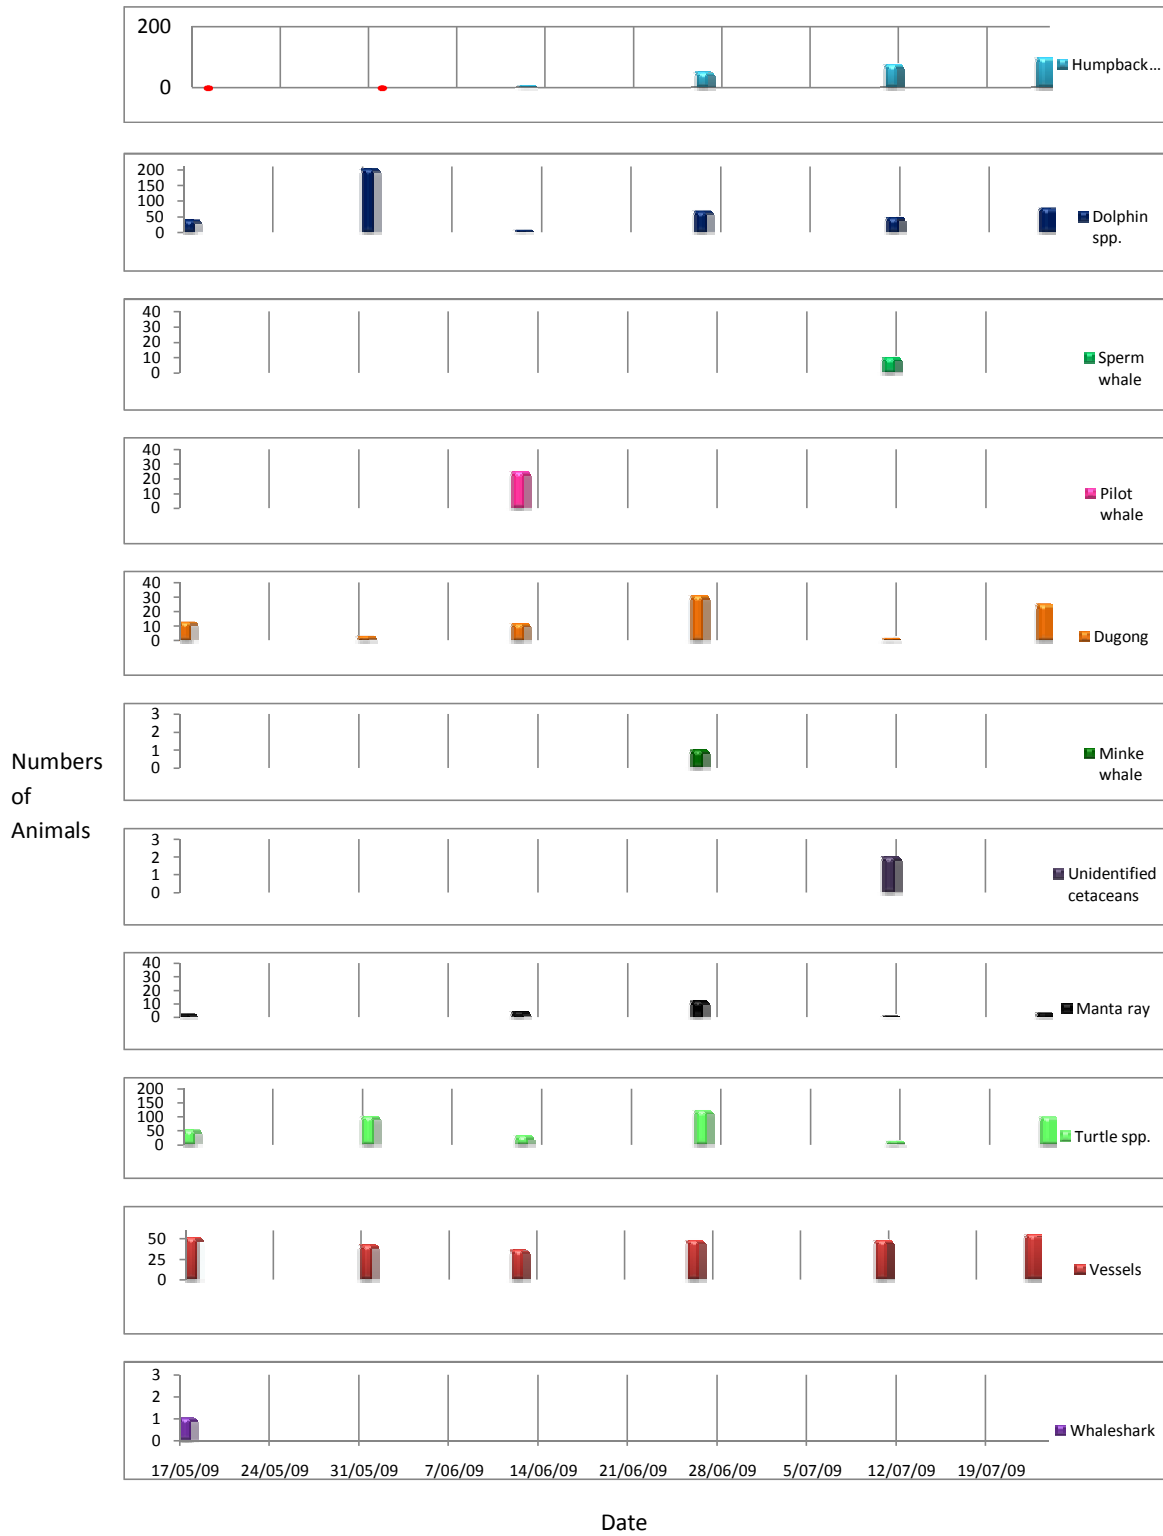 200
0
Humpback...
200
150
100
50
0
Dolphin
spp.
40
30
20
10
0
Sperm
whale
40
30
20
10
0
Pilot
whale
40
30
20
10
0
Dugong
3
2
1
0
Minke
whale
Numbers
of
Animals
3
2
1
0
Unidentified
cetaceans
40
30
20
10
0
Manta ray
200
150
100
50
0
Turtle spp.
50
25
0
Vessels
3
2
1
0
Whaleshark
17/05/09 24/05/09 31/05/09 7/06/09 14/06/09 21/06/09 28/06/09 5/07/09 12/07/09 19/07/09
Date